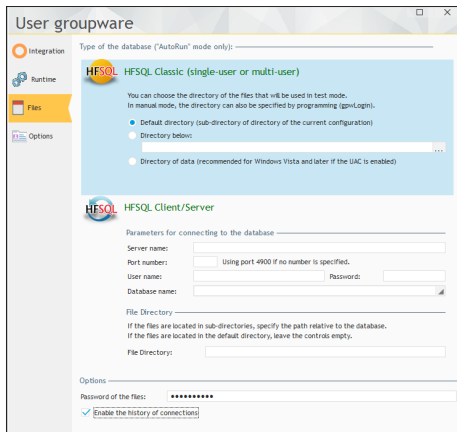 User groupware
Integration
Runtime
Files
Options
Type of the database ("AutoRun" mode only):
HFSQL
HFSQL Classic (single-user or multi-user)
You can choose the directory of the files that will be used in test mode.
In manual mode, the directory can also be specified by programming (gpwLogin).
Default directory (sub-directory of directory of the current configuration)
Directory below:
...
Directory of data (recommended for Windows Vista and later if the UAC is enabled)
HFSQL
HFSQL Client/Server
Parameters for connecting to the database
Server name:
Port number: Using port 4900 if no number is specified.
User name: Password:
Database name:
File Directory
If the files are located in sub-directories, specify the path relative to the database.
If the files are located in the default directory, leave the controls empty.
File Directory:
Options
Password of the files: ••••••••••
Enable the history of connections